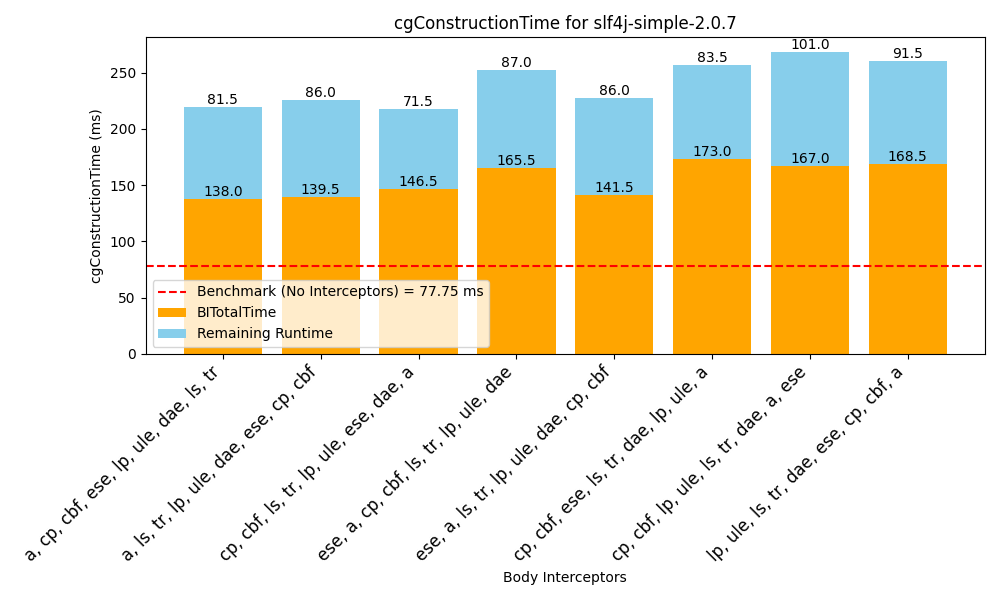 cgConstructionTime for slf4j-simple-2.0.7
cgConstructionTime (ms)
250
200
150
100
50
0
81.5
86.0
71.5
87.0
86.0
83.5
101.0
91.5
138.0
139.5
146.5
165.5
141.5
173.0
167.0
168.5
Benchmark (No Interceptors) = 77.75 ms
BITotalTime
Remaining Runtime
a, cp, cbf, ese, lp, ule, dae, ls, tr
a, ls, tr, lp, ule, dae, ese, cp, cbf
cp, cbf, ls, tr, lp, ule, ese, dae, a
ese, a, cp, cbf, ls, tr, lp, ule, dae
ese, a, ls, tr, lp, ule, dae, cp, cbf
cp, cbf, ese, ls, tr, dae, lp, ule, a
cp, cbf, lp, ule, ls, tr, dae, a, ese
lp, ule, ls, tr, dae, ese, cp, cbf, a
Body Interceptors